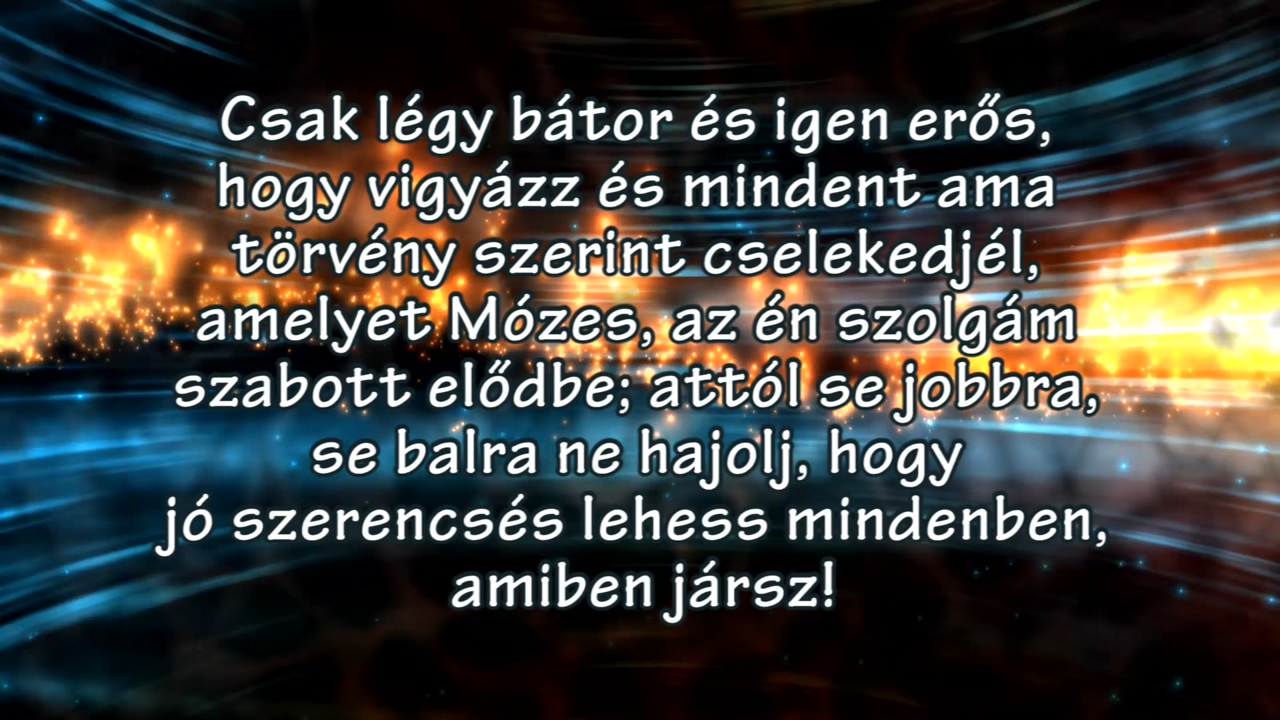 Csak légy bátor és igen erős,
hogy vigyázz és mindent ama
törvény szerint cselekedjél,
amelyet Mózes, az én szolgám
szabott elődbe; attól se jobbra,
se balra ne hajolj, hogy
jó szerencsés lehess mindenben,
amiben jársz!